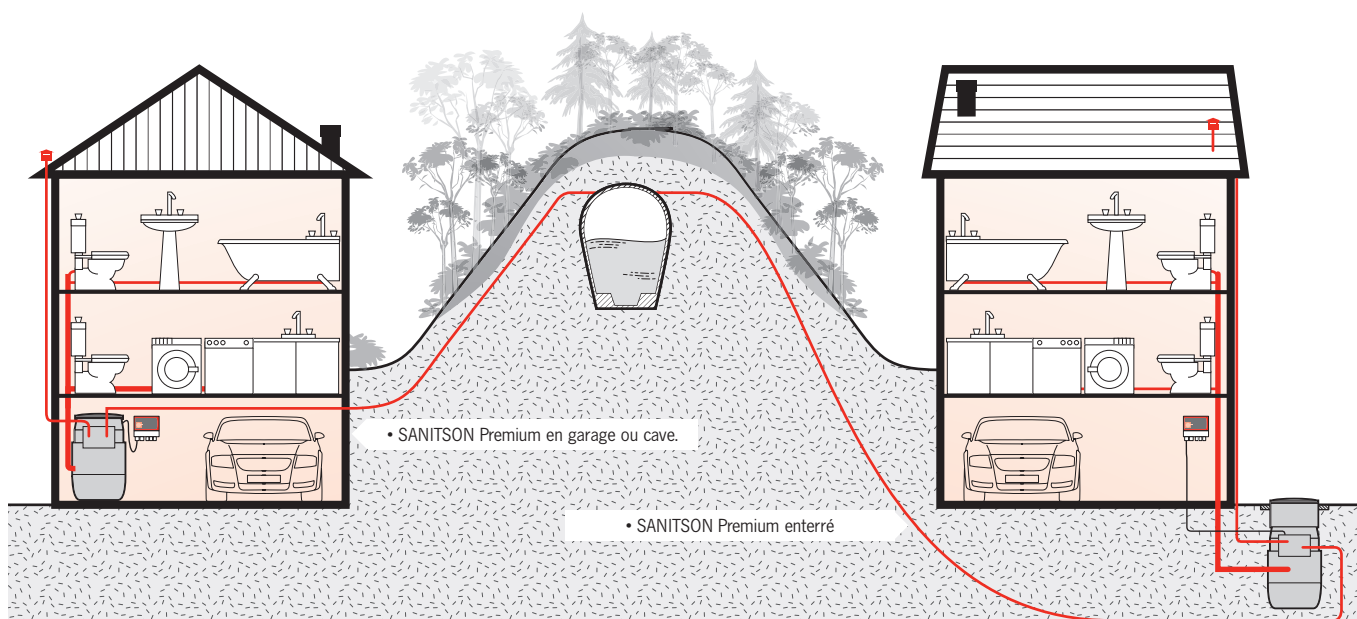 • SANITSON Premium en garage ou cave.
• SANITSON Premium enterré